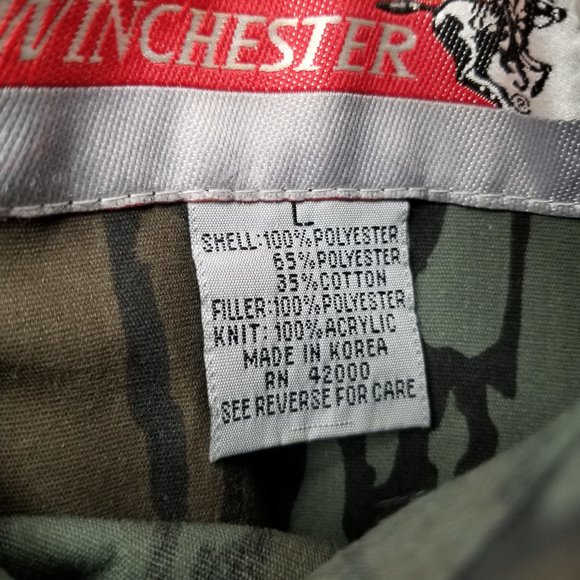 WINCHESTER
L
SHELL:100%POLYESTER
65%POLYESTER
35%COTTON
FILLER:100%POLYESTER
KNIT:100%ACRYLIC
MADE IN KOREA
RN 42000
SEE REVERSE FOR CARE